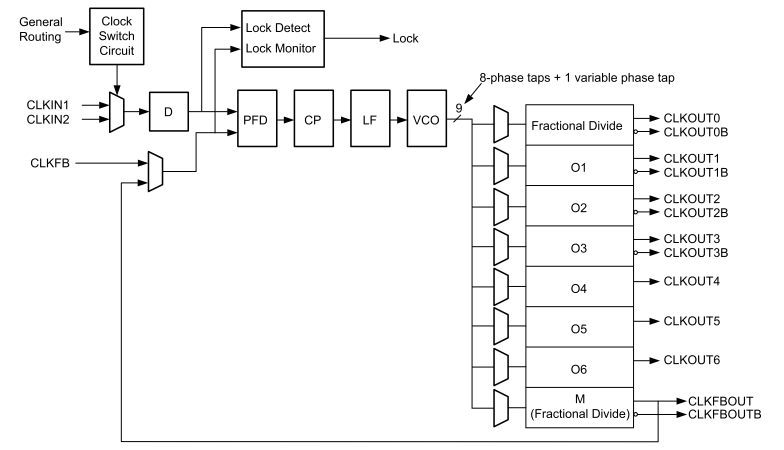 General
Routing
Clock
Switch
Circuit
Lock Detect
Lock Monitor
Lock
8-phase taps + 1 variable phase tap
CLKIN1
CLKIN2
D
PFD
CP
LF
VCO
9
CLKFB
Fractional Divide
CLKOUT0
CLKOUT0B
O1
CLKOUT1
CLKOUT1B
O2
CLKOUT2
CLKOUT2B
O3
CLKOUT3
CLKOUT3B
O4
CLKOUT4
O5
CLKOUT5
O6
CLKOUT6
M
(Fractional Divide)
CLKFBOUT
CLKFBOUTB